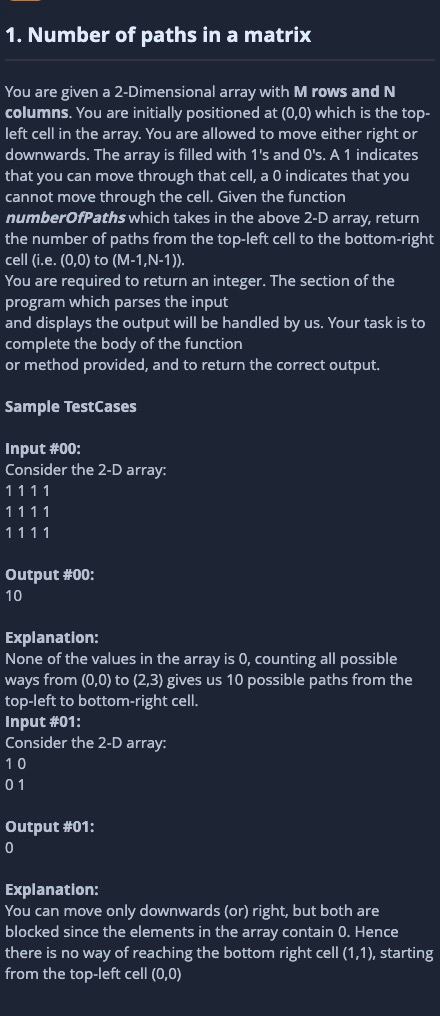 1. Number of paths in a matrix
You are given a 2-Dimensional array with M rows and N
columns. You are initially positioned at (0,0) which is the top-
left cell in the array. You are allowed to move either right or
downwards. The array is filled with 1's and 0's. A 1 indicates
that you can move through that cell, a 0 indicates that you
cannot move through the cell. Given the function
numberOfPaths which takes in the above 2-D array, return
the number of paths from the top-left cell to the bottom-right
cell (i.e. (0,0) to (M-1,N-1)).
You are required to return an integer. The section of the
program which parses the input
and displays the output will be handled by us. Your task is to
complete the body of the function
or method provided, and to return the correct output.
Sample TestCases
Input #00:
Consider the 2-D array:
1 1 1 1
1 1 1 1
1 1 1 1
Output #00:
10
Explanation:
None of the values in the array is 0, counting all possible
ways from (0,0) to (2,3) gives us 10 possible paths from the
top-left to bottom-right cell.
Input #01:
Consider the 2-D array:
1 0
0 1
Output #01:
0
Explanation:
You can move only downwards (or) right, but both are
blocked since the elements in the array contain 0. Hence
there is no way of reaching the bottom right cell (1,1), starting
from the top-left cell (0,0)